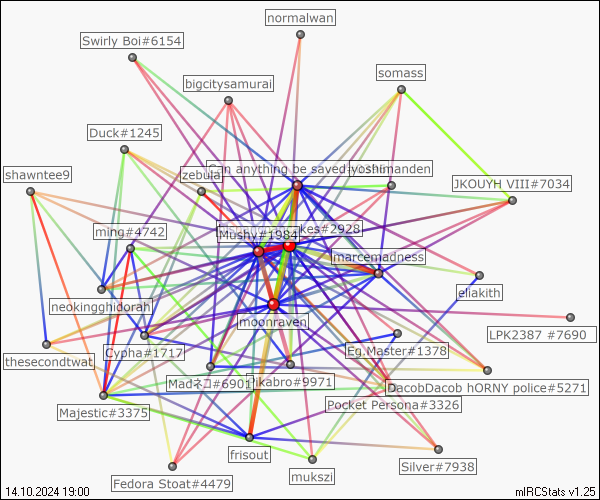 normalwan
Swirly Boi#6154
somass
bigcitysamurai
Duck#1245
shawntee9
zebula
anything be saved
yoshimanden
JKOUYH VIII#7034
ming#4742
Mushy#1984
kes#2928
marcemadness
neokingghidorah
eliakith
moonraven
LPK2387 #7690
thesecondtwat
Cypha#1717
Eg.Master#1378
Madネコ#6901
Pikabro#9971
DacobDacob hORNY police#5271
Majestic#3375
Pocket Persona#3326
frisout
Fedora Stoat#4479
mukszi
Silver#7938
14.10.2024 19:00
mIRCStats v1.25